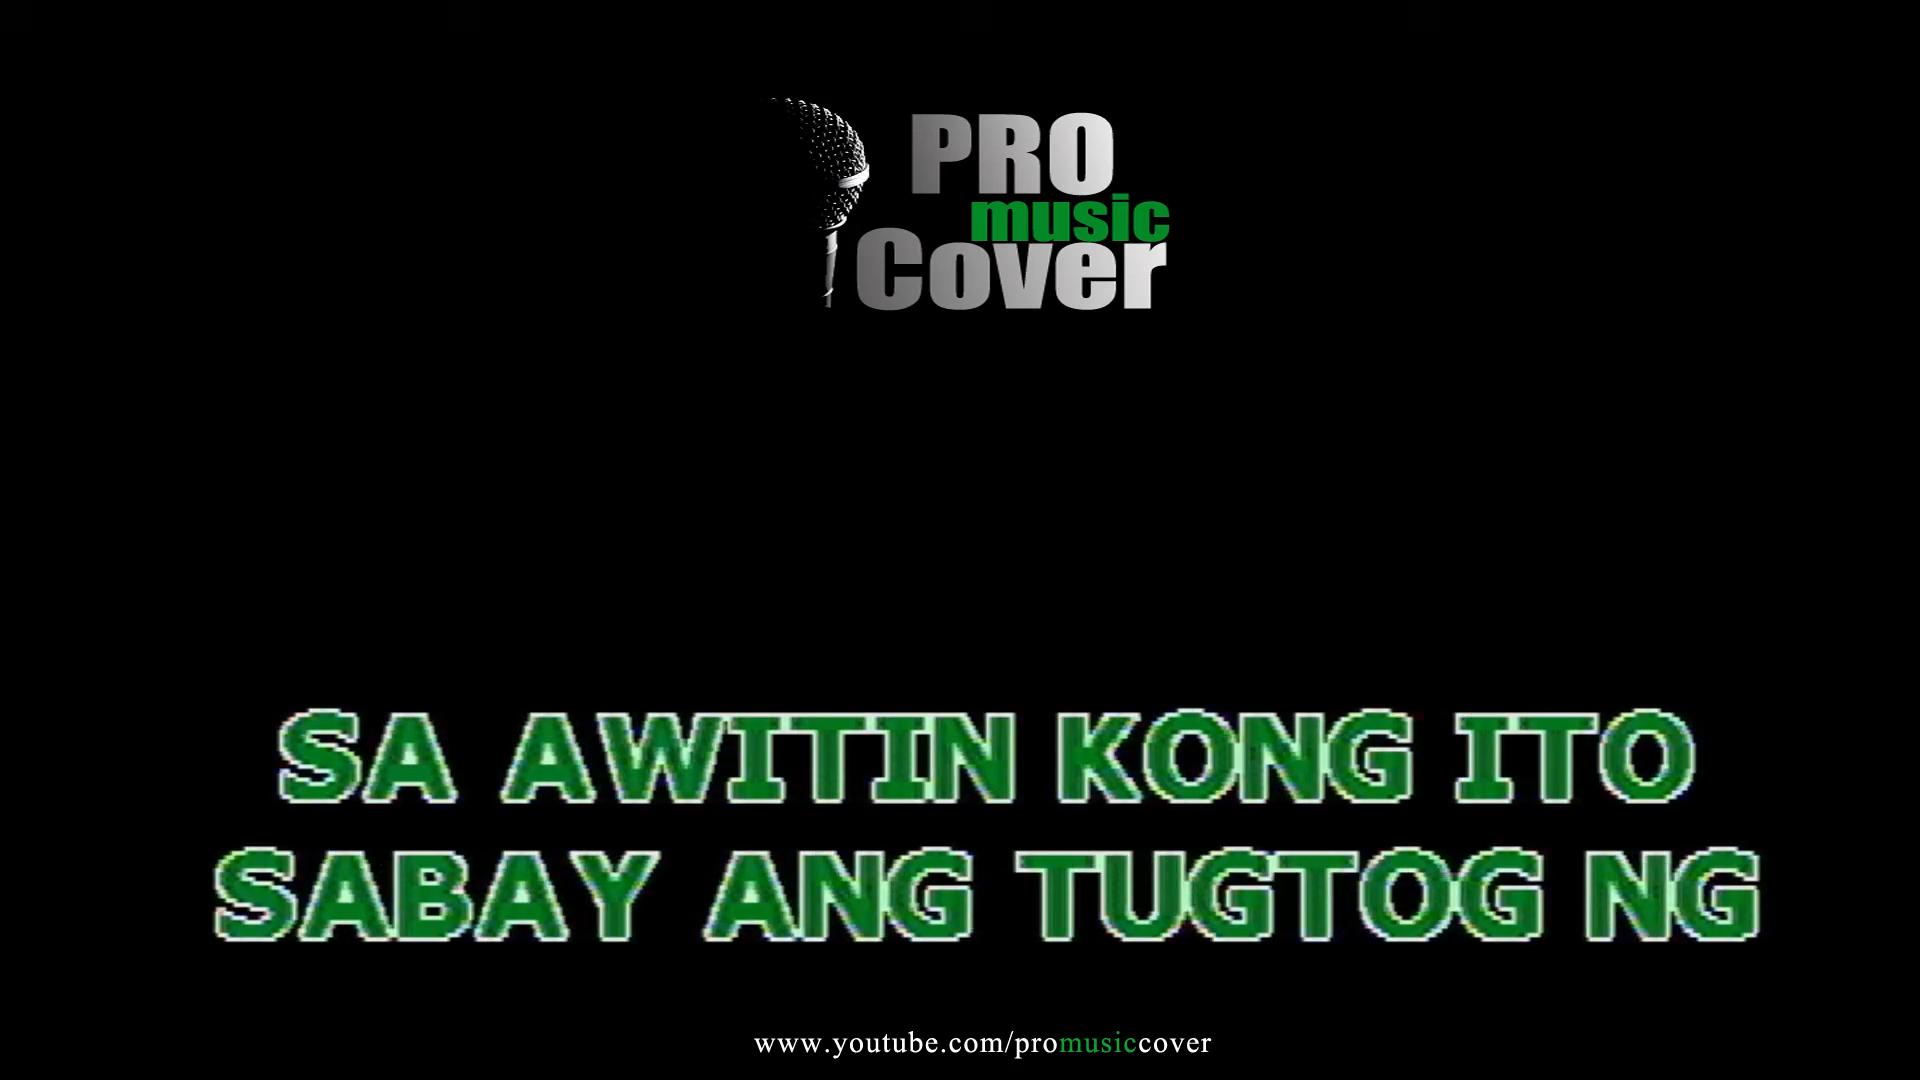 PRO
music
Cover
SA AWITIN KONG ITO
SABAY ANG TUGTOG NG
www.youtube.com/promusiccover